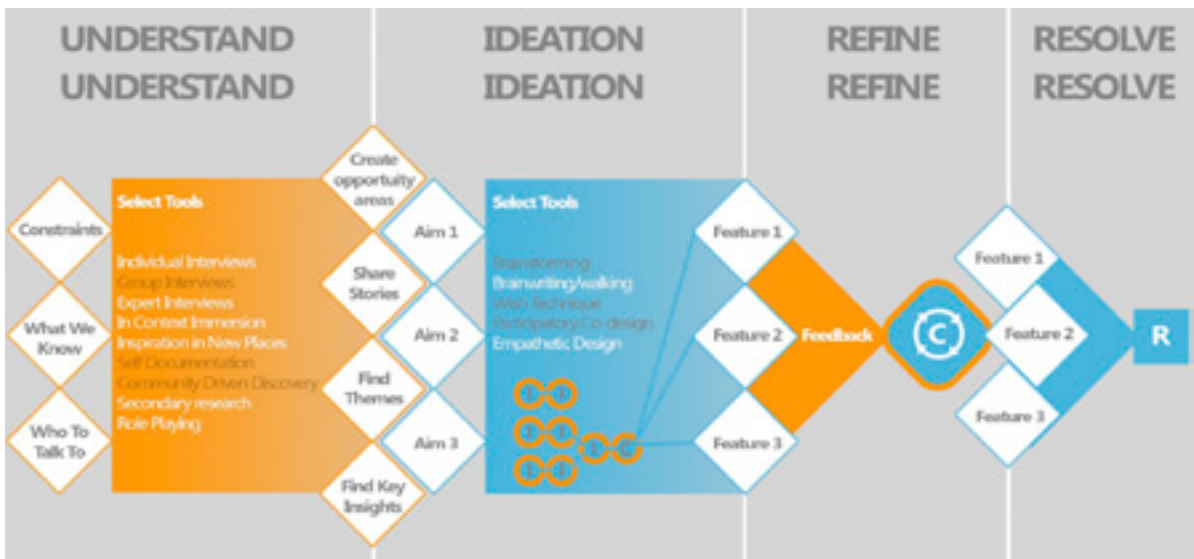 UNDERSTAND
UNDERSTAND
IDEATION
IDEATION
REFINE
REFINE
RESOLVE
RESOLVE
Constraints
What We
Know
Who To
Talk To
Select Tools
Individual Interviews
Group Interviews
Expert Interviews
In Context Immersion
Inspiration in New Places
Self Documentation
Community Driven Discovery
Secondary research
Role Playing
Create
opportuity
areas
Share
Stories
Find
Themes
Find Key
Insights
Aim 1
Aim 2
Aim 3
Select Tools
Brainstorming
Brainwriting/walking
Web Technique
Participatory Co-design
Empathetic Design
Feature 1
Feature 2
Feature 3
Feedback
C
Feature 1
Feature 2
Feature 3
R